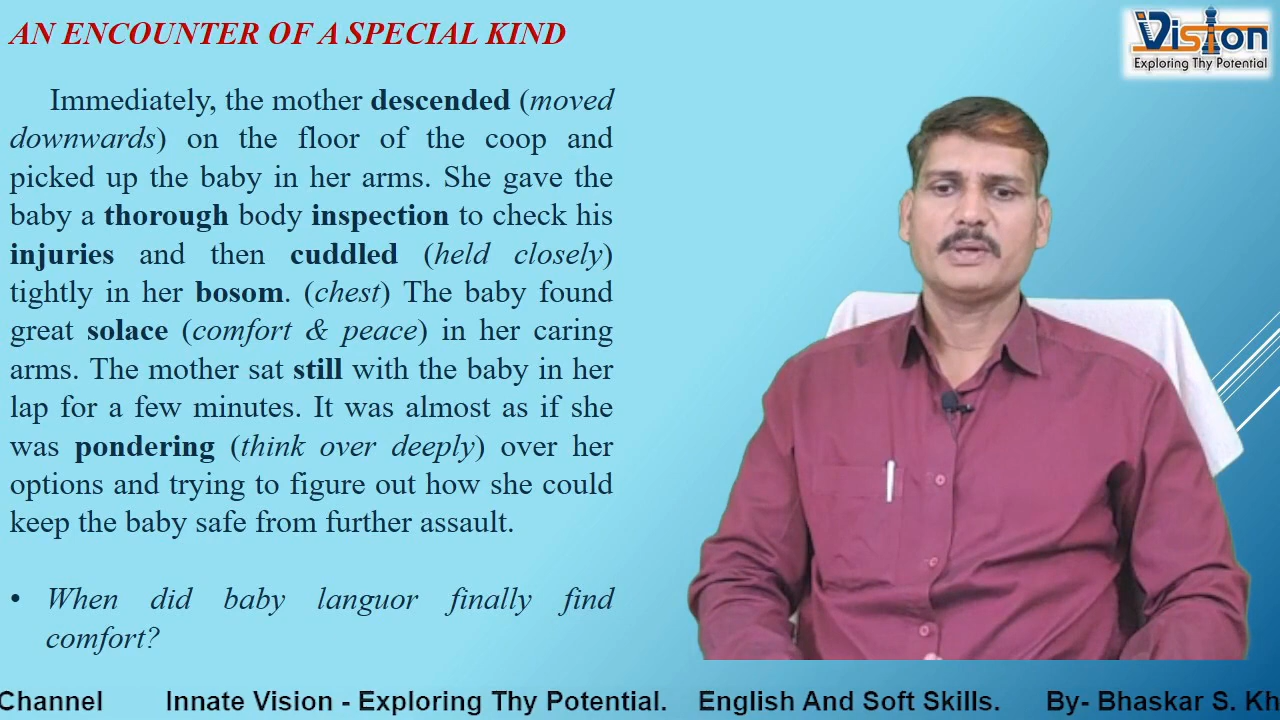 AN ENCOUNTER OF A SPECIAL KIND
Vision
Exploring Thy Potential
Immediately, the mother descended (moved
downwards) on the floor of the coop and
picked up the baby in her arms. She gave the
baby a thorough body inspection to check his
injuries and then cuddled (held closely)
tightly in her bosom. (chest) The baby found
great solace (comfort & peace) in her caring
arms. The mother sat still with the baby in her
lap for a few minutes. It was almost as if she
was pondering (think over deeply) over her
options and trying to figure out how she could
keep the baby safe from further assault.
• When did baby languor finally find
comfort?
Channel Innate Vision - Exploring Thy Potential. English And Soft Skills. By- Bhaskar S. Kh